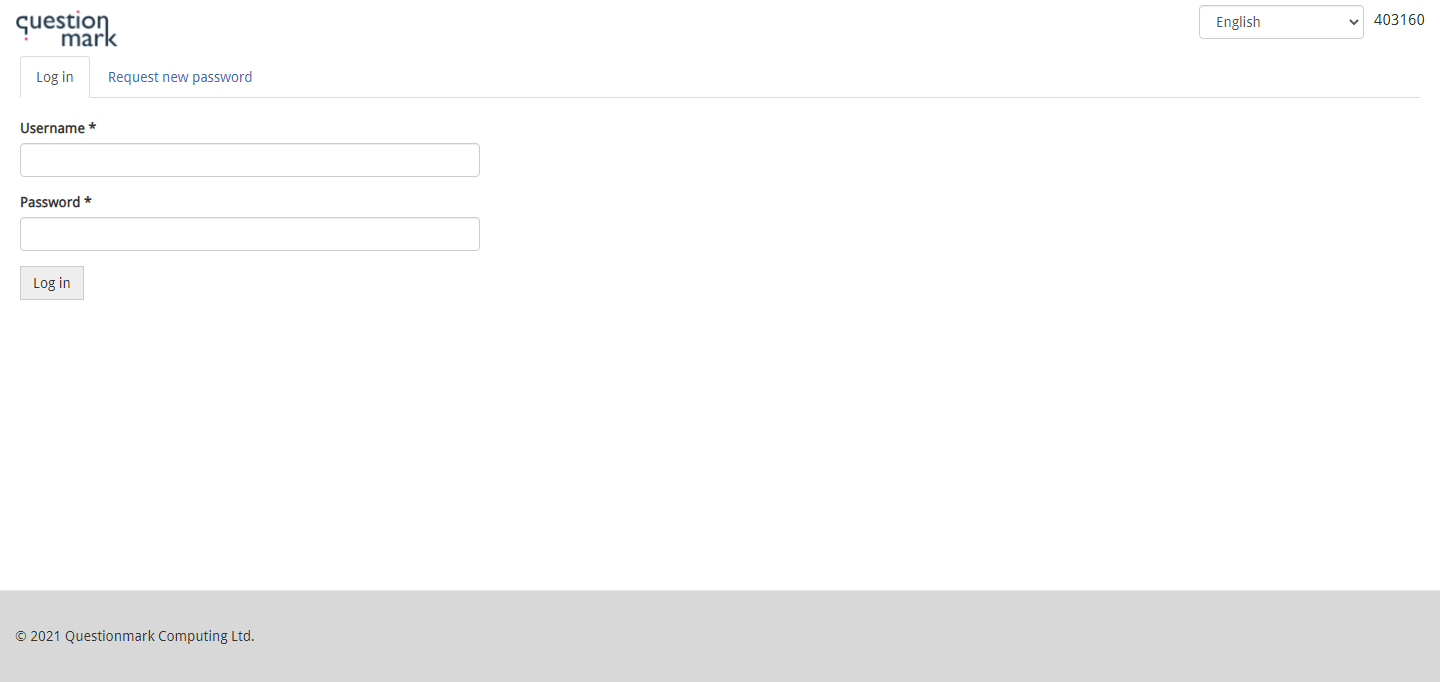 question
mark
English
403160
Log in
Request new password
Username *
Password *
Log in
© 2021 Questionmark Computing Ltd.